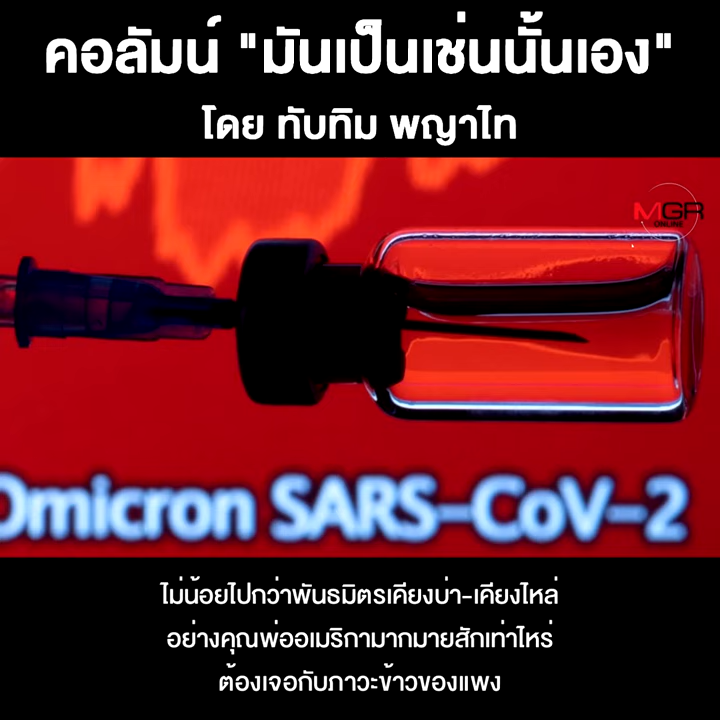 คอลัมน์ "มันเป็นเช่นนั้นเอง"
โดย ทับทิม พญาไท
MGR
ONLINE
Omicron SARS-CoV-2
ไม่น้อยไปกว่าพันธมิตรเคียงบ่า-เคียงไหล่
อย่างคุณพ่ออเมริกามากมายสักเท่าไหร่
ต้องเจอกับภาวะข้าวของแพง